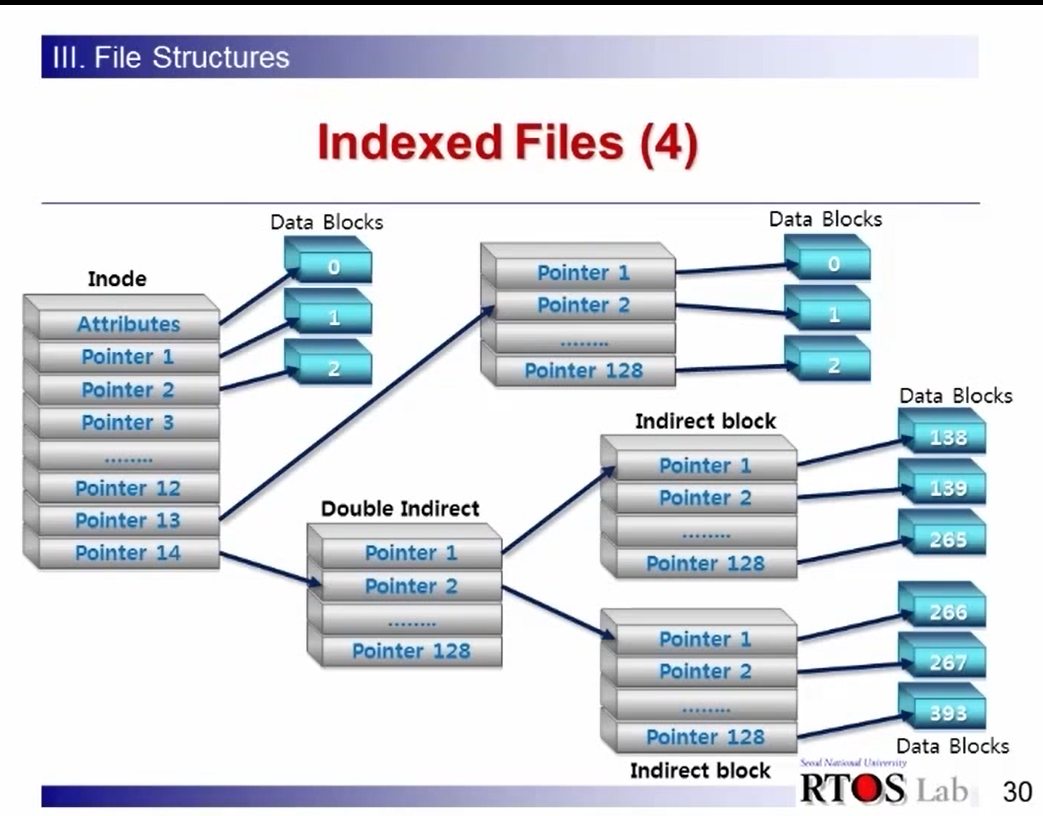 III. File Structures
Indexed Files (4)
Data Blocks
0
1
2
Inode
Attributes
Pointer 1
Pointer 2
Pointer 3
........
Pointer 12
Pointer 13
Pointer 14
Pointer 1
Pointer 2
........
Pointer 128
Data Blocks
0
1
2
Double Indirect
Pointer 1
Pointer 2
........
Pointer 128
Indirect block
Pointer 1
Pointer 2
........
Pointer 128
Data Blocks
138
139
265
Pointer 1
Pointer 2
........
Pointer 128
Indirect block
266
267
393
Data Blocks
Seoul National University
RTOS Lab
30